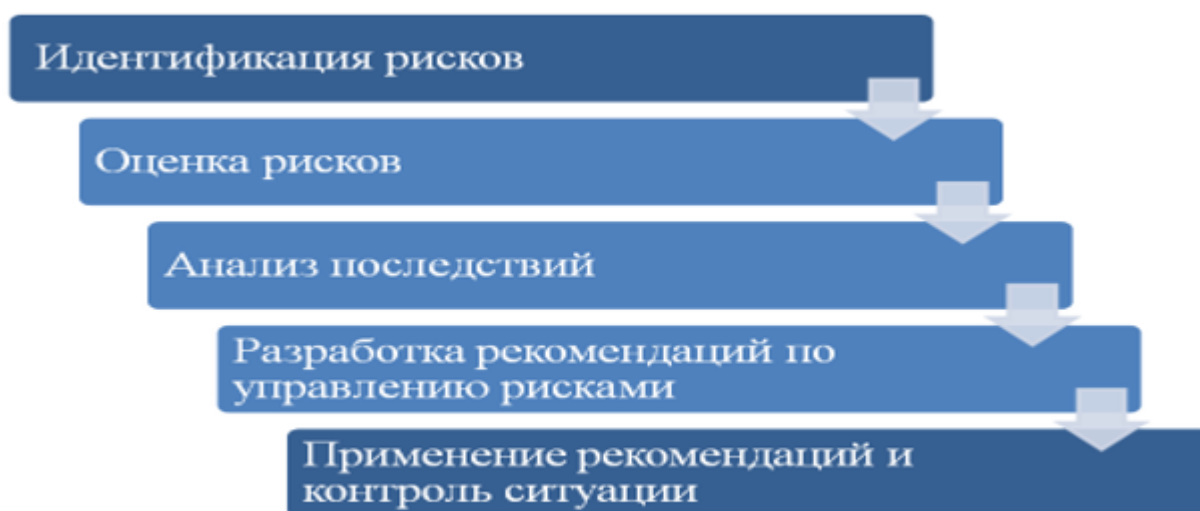 Идентификация рисков
Оценка рисков
Анализ последствий
Разработка рекомендаций по
управлению рисками
Применение рекомендаций и
контроль ситуации